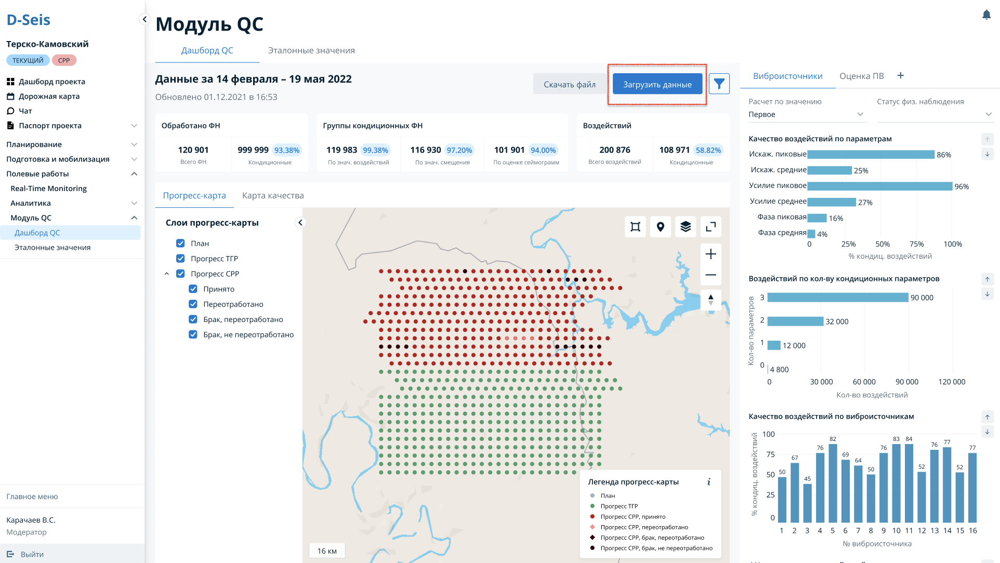 D-Seis
Терско-Камовский
ТЕКУЩИЙ
СРР
Дашборд проекта
Дорожная карта
Чат
Паспорт проекта
Планирование
Подготовка и мобилизация
Полевые работы
Real-Time Monitoring
Аналитика
Модуль QC
Дашборд QC
Эталонные значения
Главное меню
Карачаев В.С.
Модератор
Выйти
Модуль QC
Дашборд QC
Эталонные значения
Данные за 14 февраля – 19 мая 2022
Обновлено 01.12.2021 в 16:53
Скачать файл
Загрузить данные
Обработано ФН
120 901
Всего ФН
999 999 93.38%
Кондиционные
Группы кондиционных ФН
119 983 99.38%
По знач. воздействий
116 930 97.20%
По знач. смещения
101 901 94.00%
По оценке сеймограмм
Воздействий
200 876
Всего воздействий
108 971 58.82%
Кондиционные
Прогресс-карта
Карта качества
Слои прогресс-карты
План
Прогресс ТГР
Прогресс СРР
Принято
Переотработано
Брак, переотработано
Брак, не переотработано
16 км
Легенда прогресс-карты
i
План
Прогресс ТГР
Прогресс СРР, принято
Прогресс СРР, переотработано
Прогресс СРР, брак, переотработано
Прогресс СРР, брак, не переотработано
Виброисточники
Оценка ПВ
+
Расчет по значению
Первое
Статус физ. наблюдения
Качество воздействий по параметрам
Искаж. пиковые 86%
Искаж. средние 25%
Усилие пиковое 96%
Усилие среднее 27%
Фаза пиковая 16%
Фаза средняя 4%
0 25% 50% 75% 100%
% кондиц. воздействий
Воздействий по кол-ву кондиционных параметров
Кол-во параметров
3 90 000
2 32 000
1 12 000
0 4 800
0 30 000 60 000 90 000 120 000
Кол-во воздействий
Качество воздействий по виброисточникам
% кондиц. воздействий
100
75
50
25
0
50 67 45 76 82 69 64 50 76 83 84 52 76 77 52 77
1 2 3 4 5 6 7 8 9 10 11 12 13 14 15 16
№ виброисточника